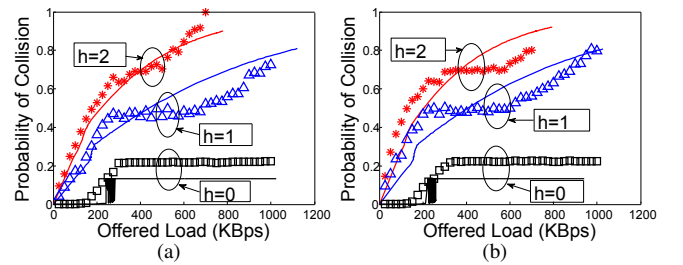 1
0.8
0.6
0.4
0.2
0
Probability of Collision
h=2
h=1
h=0
0 200 400 600 800 1000 1200
Offered Load (KBps)
(a)
1
0.8
0.6
0.4
0.2
0
Probability of Collision
h=2
h=1
h=0
0 200 400 600 800 1000 1200
Offered Load (KBps)
(b)